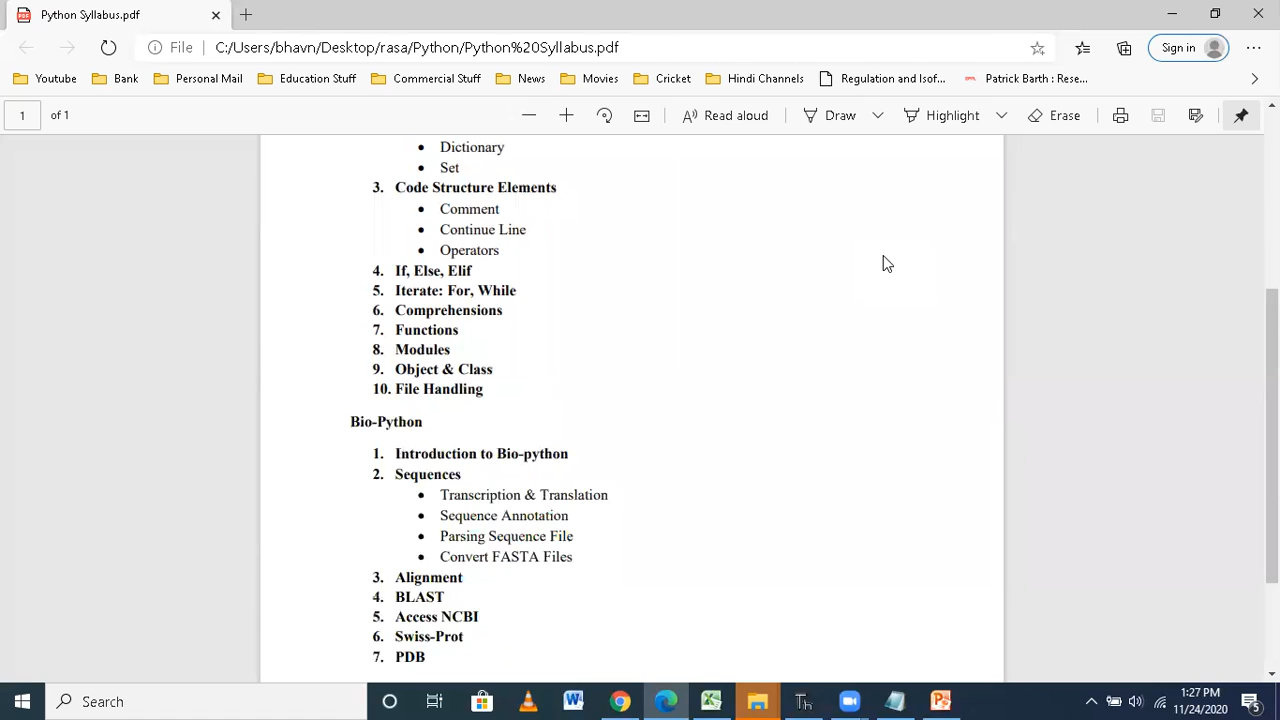 Python Syllabus.pdf
File C:/Users/bhavn/Desktop/rasa/Python/Python%20Syllabus.pdf Sign in
Youtube Bank Personal Mail Education Stuff Commercial Stuff News Movies Cricket Hindi Channels Regulation and Isof... Patrick Barth : Rese...
1 of 1 Read aloud Draw Highlight Erase
• Dictionary
• Set
3. Code Structure Elements
• Comment
• Continue Line
• Operators
4. If, Else, Elif
5. Iterate: For, While
6. Comprehensions
7. Functions
8. Modules
9. Object & Class
10. File Handling
Bio-Python
1. Introduction to Bio-python
2. Sequences
• Transcription & Translation
• Sequence Annotation
• Parsing Sequence File
• Convert FASTA Files
3. Alignment
4. BLAST
5. Access NCBI
6. Swiss-Prot
7. PDB
Search
1:27 PM
11/24/2020
5